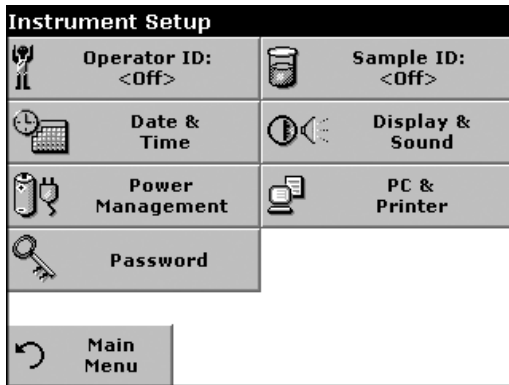 Instrument Setup
Operator ID:
<Off>
Sample ID:
<Off>
Date &
Time
Display &
Sound
Power
Management
PC &
Printer
Password
Main
Menu